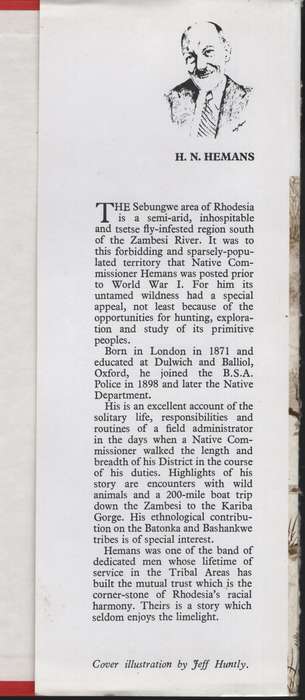 H. N. HEMANS
THE Sebungwe area of Rhodesia
is a semi-arid, inhospitable
and tsetse fly-infested region south
of the Zambesi River. It was to
this forbidding and sparsely-popu-
lated territory that Native Com-
missioner Hemans was posted prior
to World War I. For him its
untamed wildness had a special
appeal, not least because of the
opportunities for hunting, explora-
tion and study of its primitive
peoples.
Born in London in 1871 and
educated at Dulwich and Balliol,
Oxford, he joined the B.S.A.
Police in 1898 and later the Native
Department.
His is an excellent account of the
solitary life, responsibilities and
routines of a field administrator
in the days when a Native Com-
missioner walked the length and
breadth of his District in the course
of his duties. Highlights of his
story are encounters with wild
animals and a 200-mile boat trip
down the Zambesi to the Kariba
Gorge. His ethnological contribu-
tion on the Batonka and Bashankwe
tribes is of special interest.
Hemans was one of the band of
dedicated men whose lifetime of
service in the Tribal Areas has
built the mutual trust which is the
corner-stone of Rhodesia's racial
harmony. Theirs is a story which
seldom enjoys the limelight.
Cover illustration by Jeff Huntly.